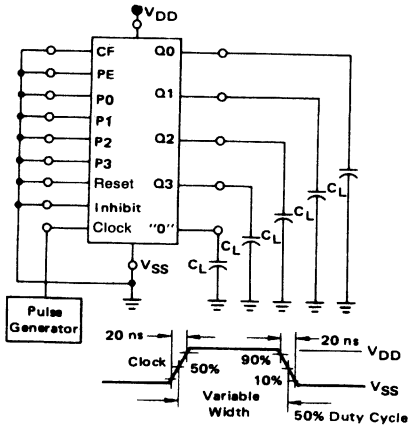 VDD
CF
PE
P0
P1
P2
P3
Reset
Inhibit
Clock
Q0
Q1
Q2
Q3
"0"
CL
CL
CL
CL
CL
VSS
Pulse
Generator
20 ns
20 ns
Clock
50%
90%
10%
VDD
VSS
Variable
Width
50% Duty Cycle